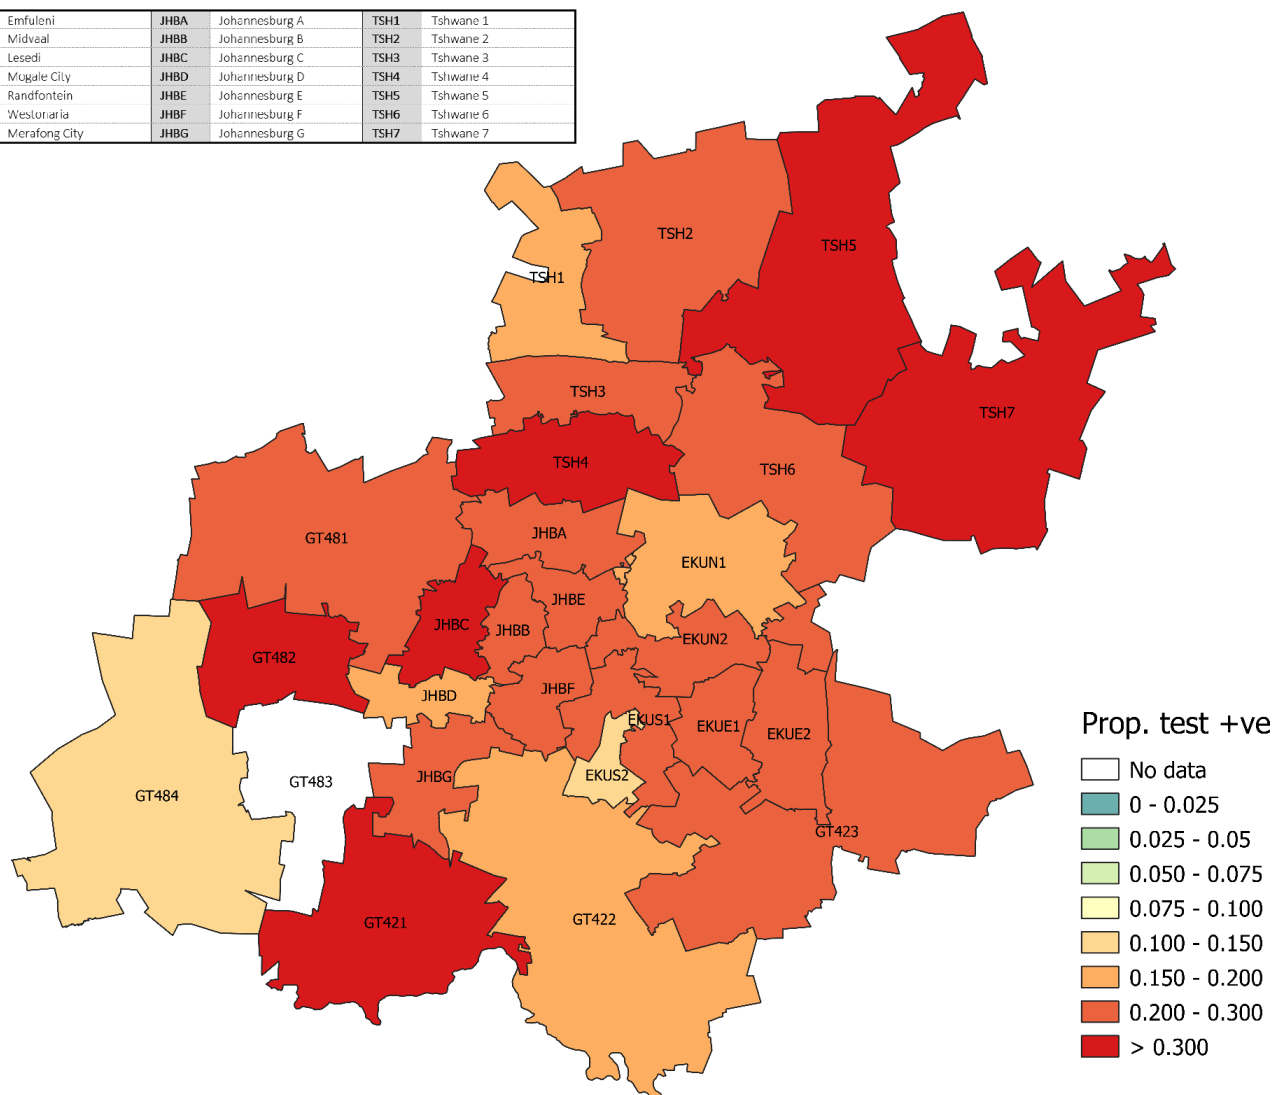 Emfuleni JHBA Johannesburg A TSH1 Tshwane 1
Midvaal JHBB Johannesburg B TSH2 Tshwane 2
Lesedi JHBC Johannesburg C TSH3 Tshwane 3
Mogale City JHBD Johannesburg D TSH4 Tshwane 4
Randfontein JHBE Johannesburg E TSH5 Tshwane 5
Westonaria JHBF Johannesburg F TSH6 Tshwane 6
Merafong City JHBG Johannesburg G TSH7 Tshwane 7
TSH2
TSH5
TSH1
TSH3
TSH7
TSH4
TSH6
GT481
JHBA
EKUN1
JHBE
JHBC
JHBB
EKUN2
GT482
JHBD
JHBF
EKUS1
EKUE1
EKUE2
JHBG
EKUS2
GT483
GT484
GT423
GT422
GT421
Prop. test +ve
No data
0 - 0.025
0.025 - 0.05
0.050 - 0.075
0.075 - 0.100
0.100 - 0.150
0.150 - 0.200
0.200 - 0.300
> 0.300